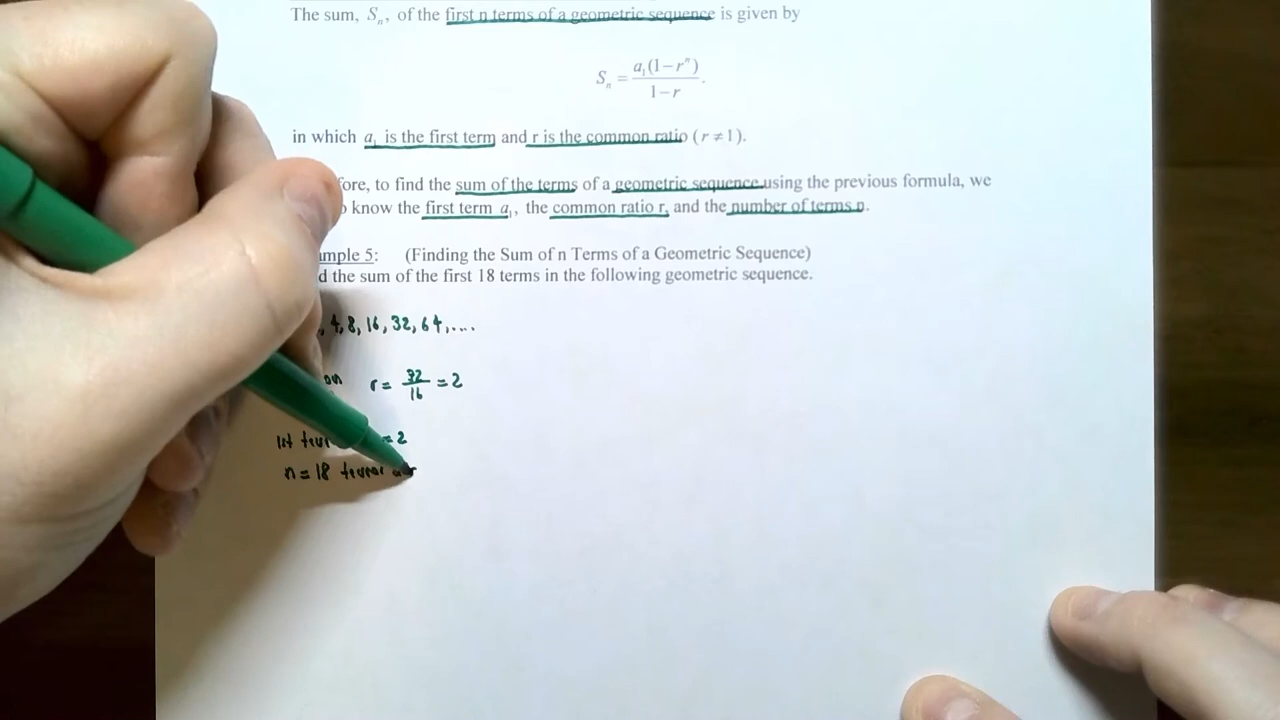 The sum, Sₙ, of the first n terms of a geometric sequence is given by
Sₙ = a₁(1−rⁿ) / 1−r.
in which a₁ is the first term and r is the common ratio (r ≠ 1).
fore, to find the sum of the terms of a geometric sequence using the previous formula, we
know the first term a₁, the common ratio r, and the number of terms n.
mple 5: (Finding the Sum of n Terms of a Geometric Sequence)
d the sum of the first 18 terms in the following geometric sequence.
, 4, 8, 16, 32, 64, ....
on r = 32/16 = 2
1st = 2
n = 18